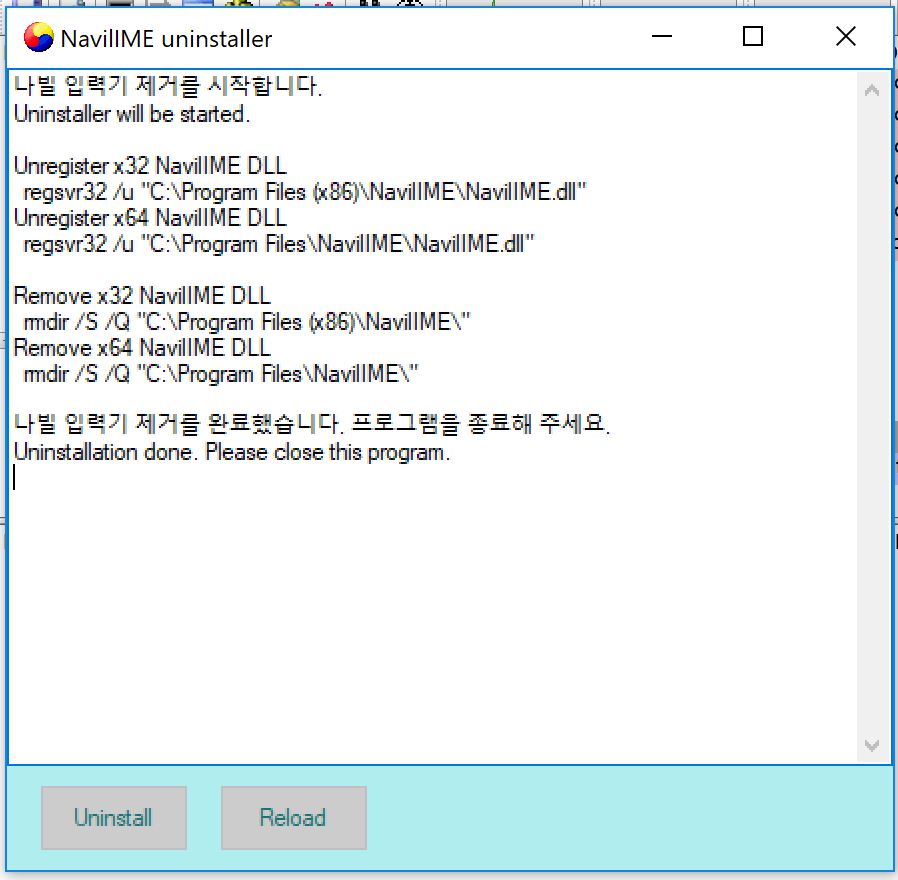 NavilIME uninstaller
나빌 입력기 제거를 시작합니다.
Uninstaller will be started.
Unregister x32 NavilIME DLL
regsvr32 /u "C:\Program Files (x86)\NavilIME\NavilIME.dll"
Unregister x64 NavilIME DLL
regsvr32 /u "C:\Program Files\NavilIME\NavilIME.dll"
Remove x32 NavilIME DLL
rmdir /S /Q "C:\Program Files (x86)\NavilIME\"
Remove x64 NavilIME DLL
rmdir /S /Q "C:\Program Files\NavilIME\"
나빌 입력기 제거를 완료했습니다. 프로그램을 종료해 주세요.
Uninstallation done. Please close this program.
Uninstall
Reload